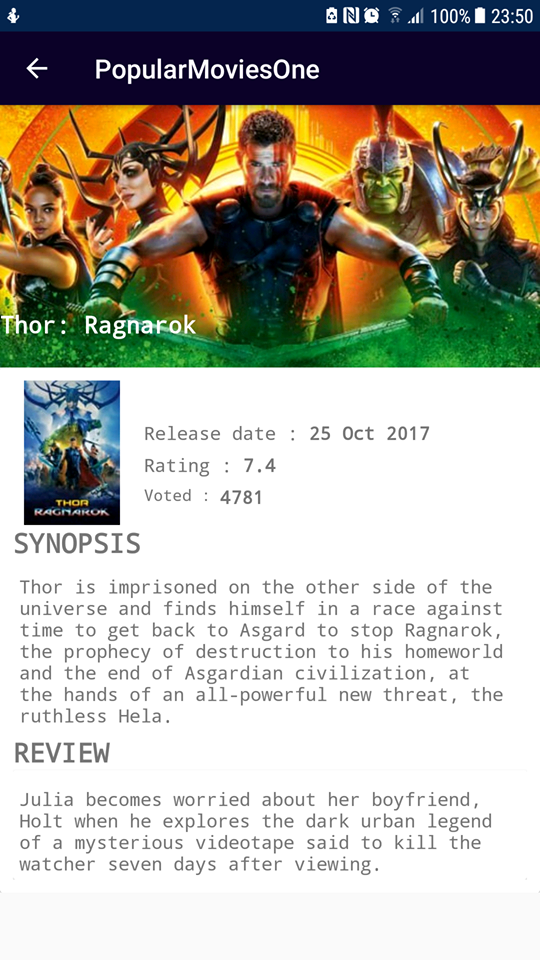 100% 23:50
PopularMoviesOne
Thor: Ragnarok
Release date : 25 Oct 2017
Rating : 7.4
Voted : 4781
THOR
RAGNAROK
SYNOPSIS
Thor is imprisoned on the other side of the
universe and finds himself in a race against
time to get back to Asgard to stop Ragnarok,
the prophecy of destruction to his homeworld
and the end of Asgardian civilization, at
the hands of an all-powerful new threat, the
ruthless Hela.
REVIEW
Julia becomes worried about her boyfriend,
Holt when he explores the dark urban legend
of a mysterious videotape said to kill the
watcher seven days after viewing.